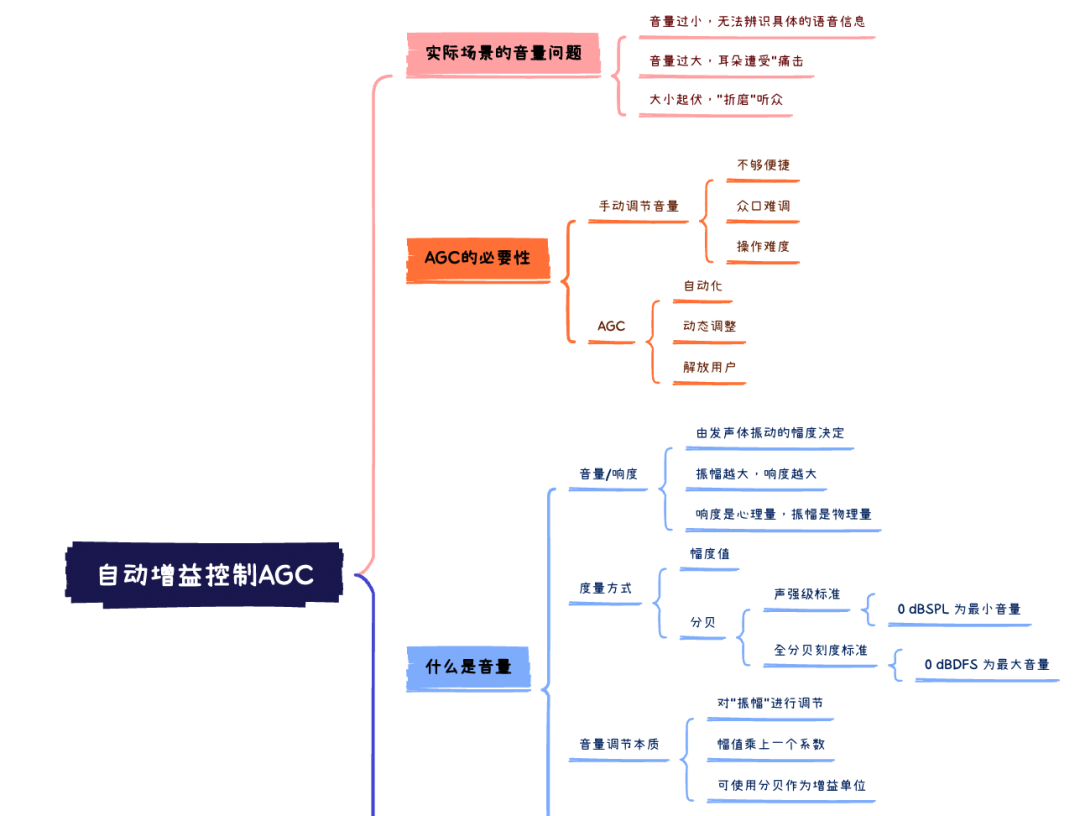 音量过小，无法辨识具体的语音信息
实际场景的音量问题
音量过大，耳朵遭受"痛击
大小起伏，"折磨"听众
不够便捷
手动调节音量
众口难调
操作难度
AGC的必要性
自动化
AGC
动态调整
解放用户
由发声体振动的幅度决定
音量/响度
振幅越大，响度越大
响度是心理量，振幅是物理量
自动增益控制AGC
幅度值
度量方式
声强级标准
0 dBSPL 为最小音量
分贝
全分贝刻度标准
0 dBDFS 为最大音量
什么是音量
对"振幅"进行调节
音量调节本质
幅值乘上一个系数
可使用分贝作为增益单位